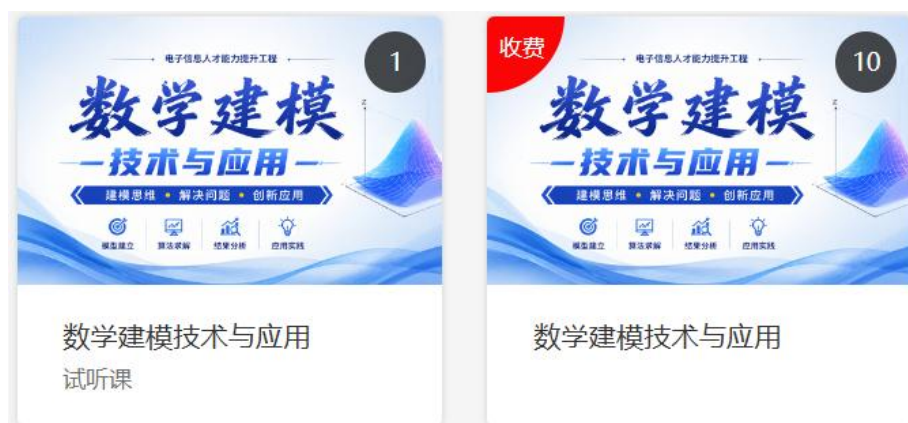 电子信息人才能力提升工程
1
数学建模
技术与应用
建模思维 • 解决问题 • 创新应用
模型建立 算法求解 结果分析 应用实践
数学建模技术与应用
试听课
收费
电子信息人才能力提升工程
10
数学建模
技术与应用
建模思维 • 解决问题 • 创新应用
模型建立 算法求解 结果分析 应用实践
数学建模技术与应用